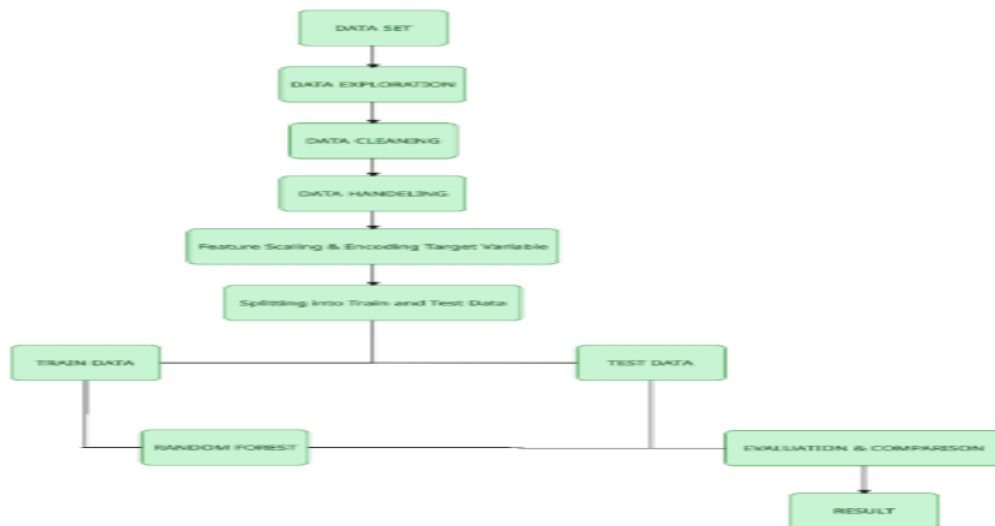 DATA SET
DATA EXPLORATION
DATA CLEANING
DATA HANDELING
Feature Scaling & Encoding Target Variable
Splitting into Train and Test Data
TRAIN DATA
TEST DATA
RANDOM FOREST
EVALUATION & COMPARISON
RESULT